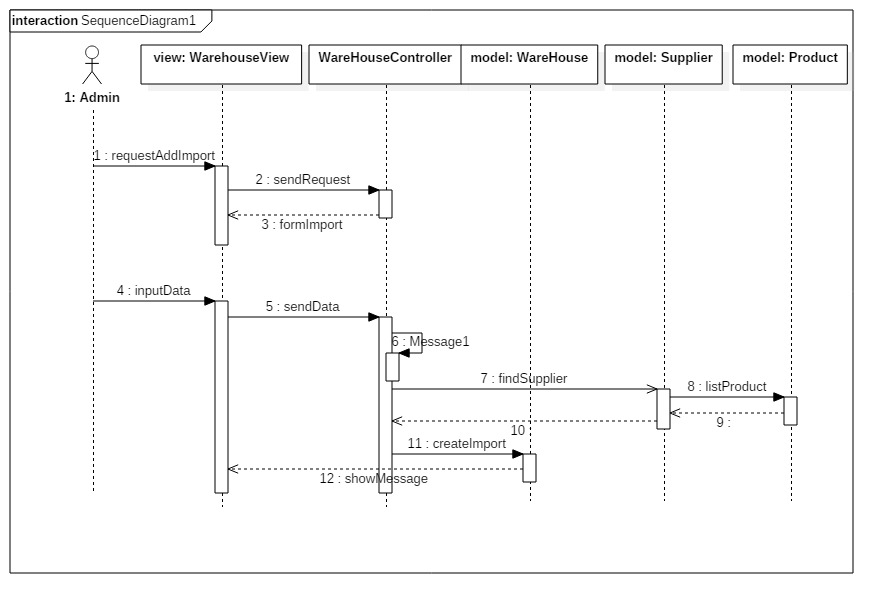 interaction SequenceDiagram1
1: Admin
view: WarehouseView
WareHouseController
model: WareHouse
model: Supplier
model: Product
1 : requestAddImport
2 : sendRequest
3 : formImport
4 : inputData
5 : sendData
6 : Message1
7 : findSupplier
8 : listProduct
9 :
10
11 : createImport
12 : showMessage